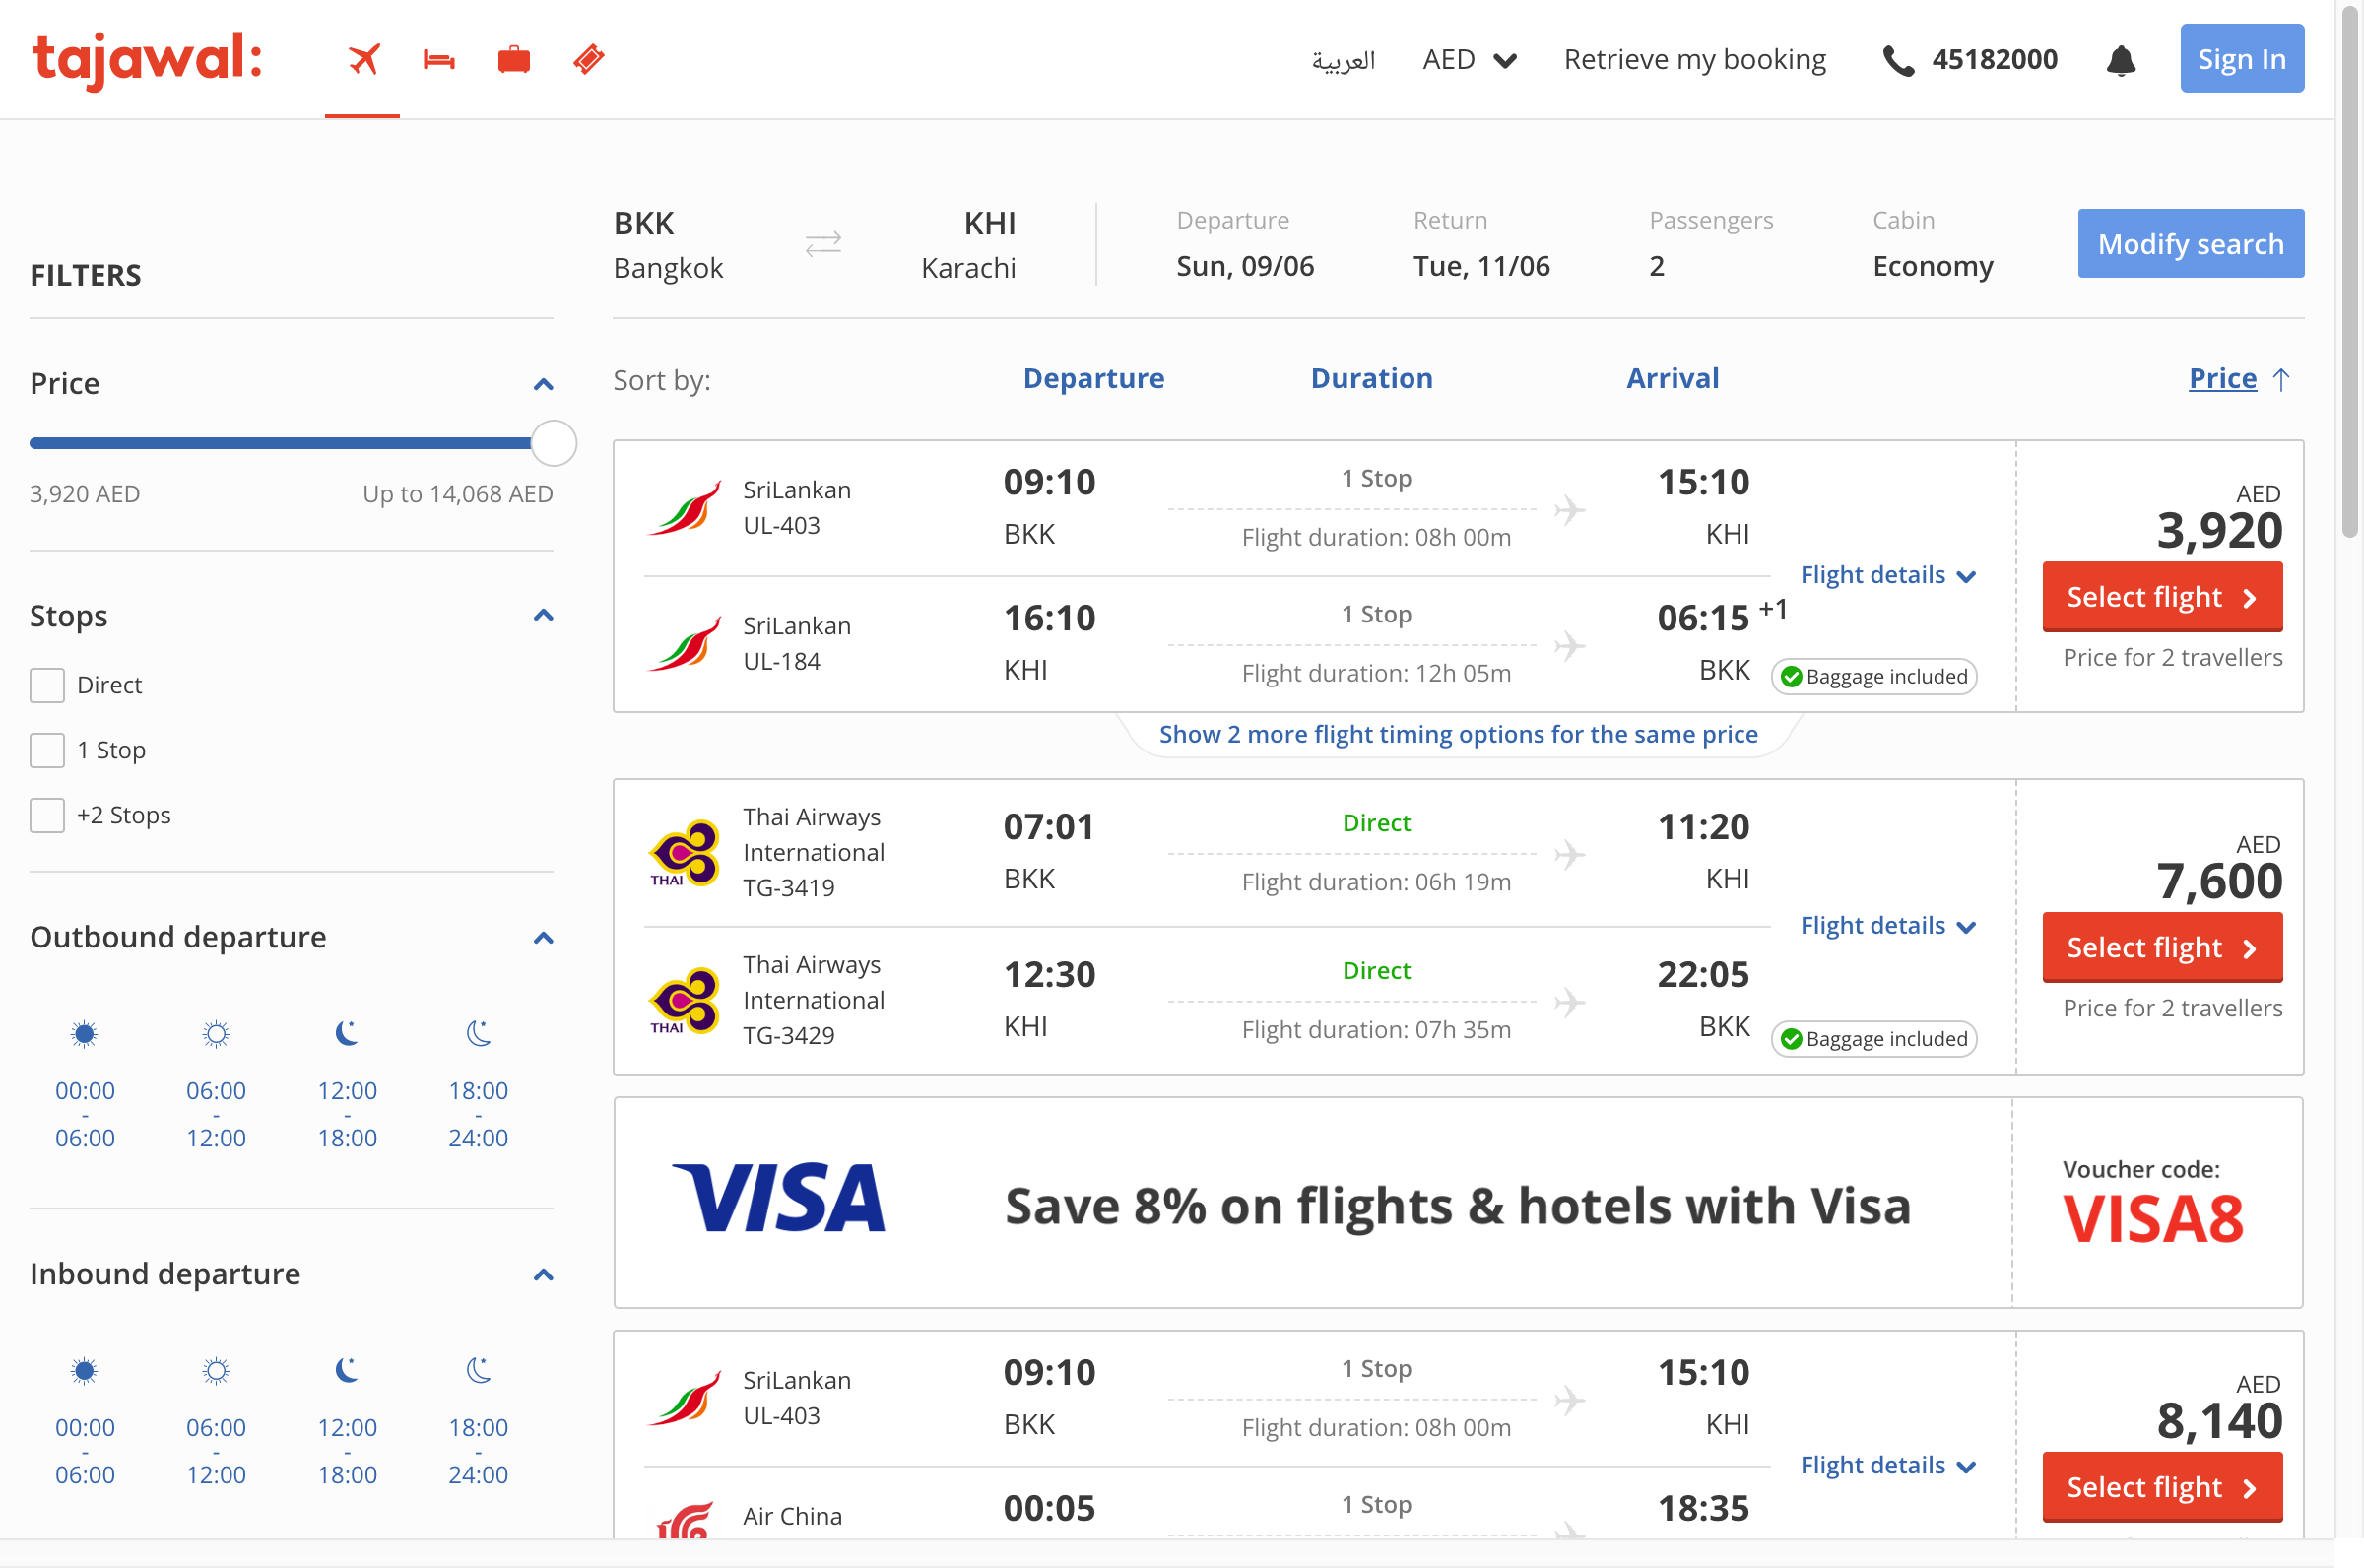 tajawal:
العربية
AED
Retrieve my booking
45182000
Sign In
FILTERS
Price
3,920 AED
Up to 14,068 AED
Stops
Direct
1 Stop
+2 Stops
Outbound departure
00:00 06:00 12:00 18:00
- - - -
06:00 12:00 18:00 24:00
Inbound departure
00:00 06:00 12:00 18:00
- - - -
06:00 12:00 18:00 24:00
BKK KHI
Bangkok Karachi
Departure Return Passengers Cabin
Sun, 09/06 Tue, 11/06 2 Economy
Modify search
Sort by: Departure Duration Arrival Price
SriLankan
UL-403
09:10
BKK
1 Stop
Flight duration: 08h 00m
15:10
KHI
SriLankan
UL-184
16:10
KHI
1 Stop
Flight duration: 12h 05m
06:15 +1
BKK
Flight details
Baggage included
AED
3,920
Select flight
Price for 2 travellers
Show 2 more flight timing options for the same price
THAI
Thai Airways
International
TG-3419
07:01
BKK
Direct
Flight duration: 06h 19m
11:20
KHI
THAI
Thai Airways
International
TG-3429
12:30
KHI
Direct
Flight duration: 07h 35m
22:05
BKK
Flight details
Baggage included
AED
7,600
Select flight
Price for 2 travellers
VISA
Save 8% on flights & hotels with Visa
Voucher code:
VISA8
SriLankan
UL-403
09:10
BKK
1 Stop
Flight duration: 08h 00m
15:10
KHI
Air China
00:05
1 Stop
18:35
Flight details
AED
8,140
Select flight